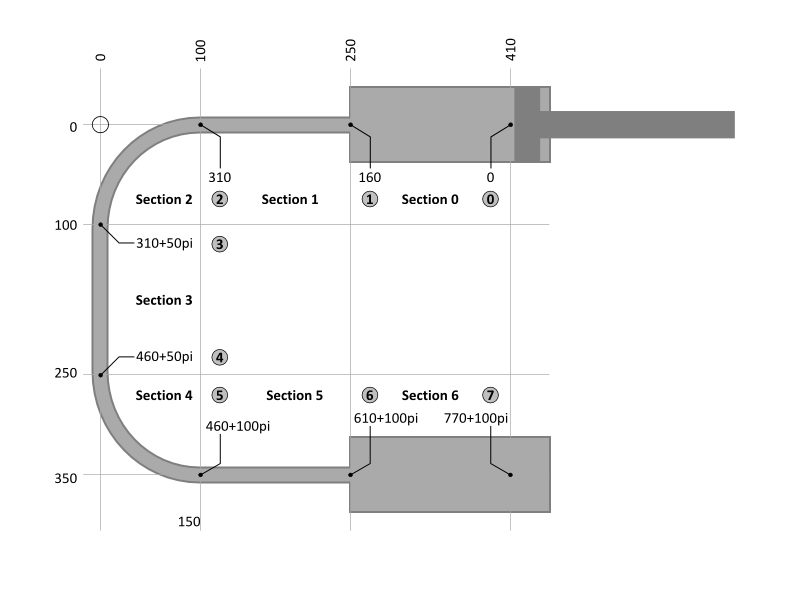 0
100
250
410
0
310
160
0
Section 2
2
Section 1
1
Section 0
0
100
310+50pi
3
Section 3
460+50pi
4
250
Section 4
5
Section 5
6
Section 6
7
460+100pi
610+100pi
770+100pi
350
150